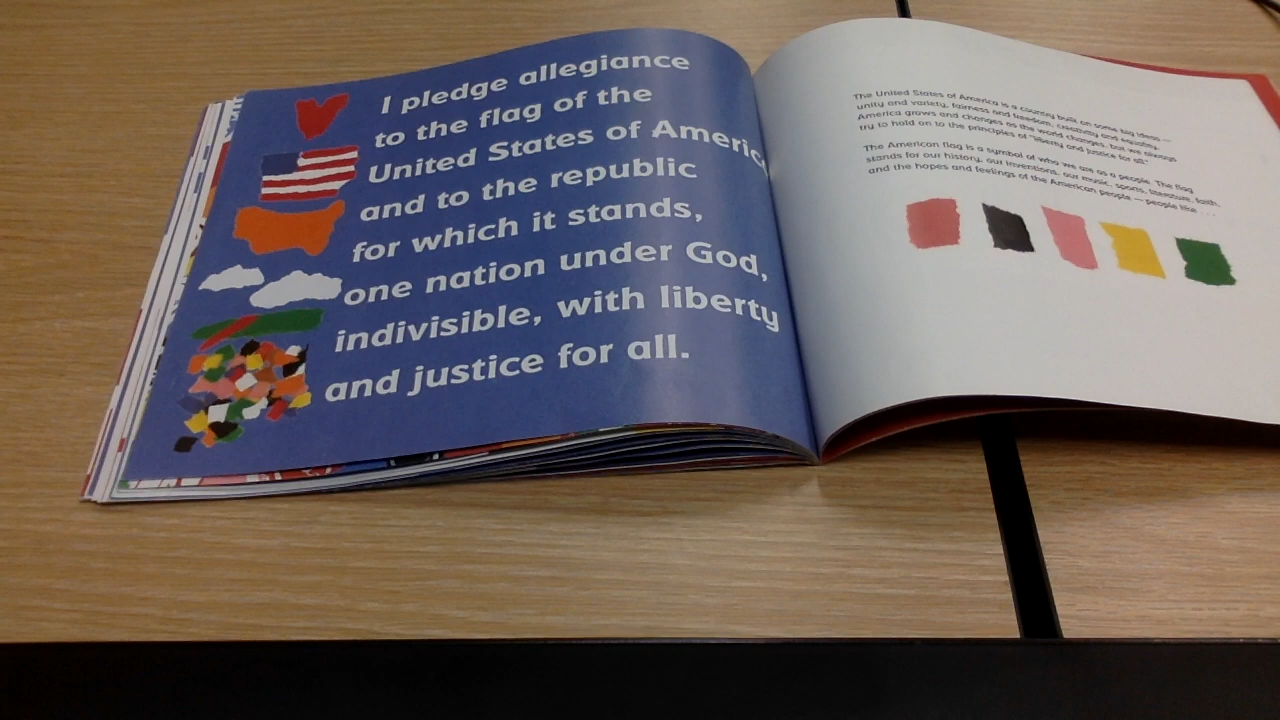 I pledge allegiance
to the flag of the
United States of America
and to the republic
for which it stands,
one nation under God,
indivisible, with liberty
and justice for all.
The United States of America is a country built on some big ideas —
unity and variety, fairness and freedom, creativity and equality.
America grows and changes as the world changes, but we always
try to hold on to the principles of "liberty and justice for all."
The American flag is a symbol of who we are as a people. The flag
stands for our history, our inventions, our music, sports, literature, faith,
and the hopes and feelings of the American people — people like . . .